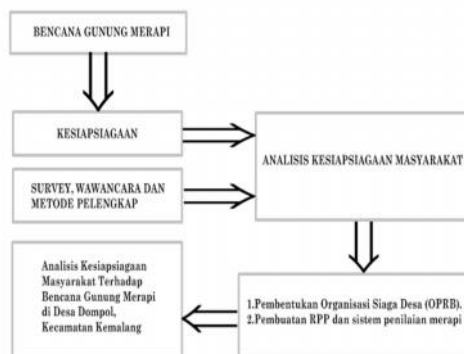 BENCANA GUNUNG MERAPI
KESIAPSIAGAAN
SURVEY, WAWANCARA DAN
METODE PELENGKAP
ANALISIS KESIAPSIAGAAN MASYARAKAT
1.Pembentukan Organisasi Siaga Desa (OPRB).
2.Pembuatan RPP dan sistem penilaian merapi
Analisis Kesiapsiagaan
Masyarakat Terhadap
Bencana Gunung Merapi
di Desa Dompol,
Kecamatan Kemalang